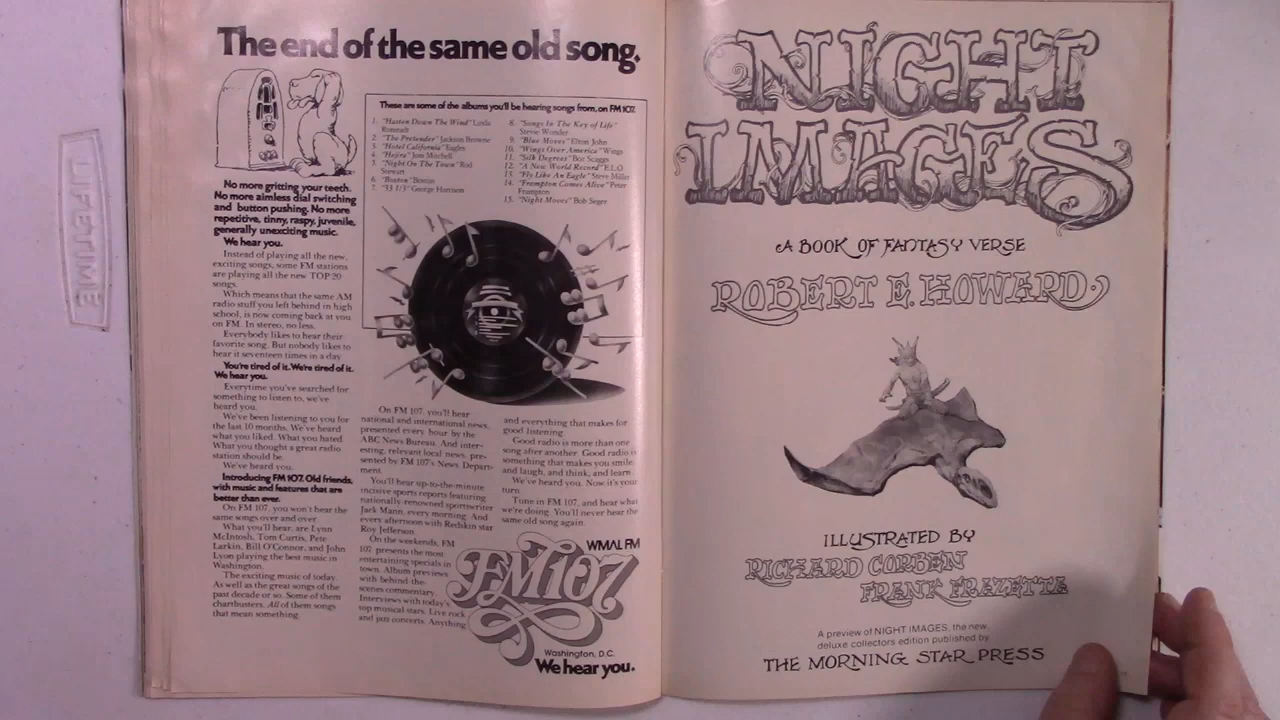 LIFETIME
The end of the same old song.
No more gritting your teeth.
No more aimless dial switching
and button pushing. No more
repetitive, tinny, raspy, juvenile,
generally unexciting music.
We hear you.
Instead of playing all the new,
exciting songs, some FM stations
are playing all the new TOP 20
songs.
Which means that the same AM
radio stuff you left behind in high
school, is now coming back at you
on FM. In stereo, no less.
Everybody likes to hear their
favorite song. But nobody likes to
hear it seventeen times in a day
You're tired of it. We're tired of it.
We hear you.
Everytime you've searched for
something to listen to, we've
heard you.
We've been listening to you for
the last 10 months. We've heard
what you liked. What you hated
What you thought a great radio
station should be.
We've heard you.
Introducing FM 107. Old friends,
with music and features that are
better than ever.
On FM 107, you won't hear the
same songs over and over.
What you'll hear, are Lynn
McIntosh, Tom Curtis, Pete
Larkin, Bill O'Connor, and John
Lyon playing the best music in
Washington.
The exciting music of today.
As well as the great songs of the
past decade or so. Some of them
chartbusters. All of them songs
that mean something.
These are some of the albums you'll be hearing songs from, on FM 107.
1. "Hasten Down The Wind" Linda
Ronstadt
2. "The Pretender" Jackson Browne
3. "Hotel California" Eagles
4. "Hejira" Joni Mitchell
5. "Night On The Town" Rod
Stewart
6. "Boston" Boston
7. "33 1/3" George Harrison
8. "Songs In The Key of Life"
Stevie Wonder
9. "Blue Moves" Elton John
10. "Wings Over America" Wings
11. "Silk Degrees" Boz Scaggs
12. "A New World Record" E.L.O.
13. "Fly Like An Eagle" Steve Miller
14. "Frampton Comes Alive" Peter
Frampton
15. "Night Moves" Bob Seger
On FM 107, you'll hear
national and international news,
presented every hour by the
ABC News Bureau. And inter-
esting, relevant local news, pre-
sented by FM 107's News Depart-
ment.
You'll hear up-to-the-minute
incisive sports reports featuring
nationally-renowned sportswriter
Jack Mann, every morning. And
every afternoon with Redskin star
Roy Jefferson.
On the weekends, FM
107 presents the most
entertaining specials in
town. Album previews
with behind-the-
scenes commentary.
Interviews with today's
top musical stars. Live rock
and jazz concerts. Anything
and everything that makes for
good listening.
Good radio is more than one
song after another. Good radio is
something that makes you smile,
and laugh, and think, and learn.
We've heard you. Now it's your
turn.
Tune in FM 107, and hear what
we're doing. You'll never hear the
same old song again.
WMAL FM
FM107
Washington, D.C.
We hear you.
NIGHT
IMAGES
A BOOK OF FANTASY VERSE
ROBERT E. HOWARD
ILLUSTRATED BY
RICHARD CORBEN
FRANK FRAZETTA
A preview of NIGHT IMAGES, the new,
deluxe collectors edition published by
THE MORNING STAR PRESS